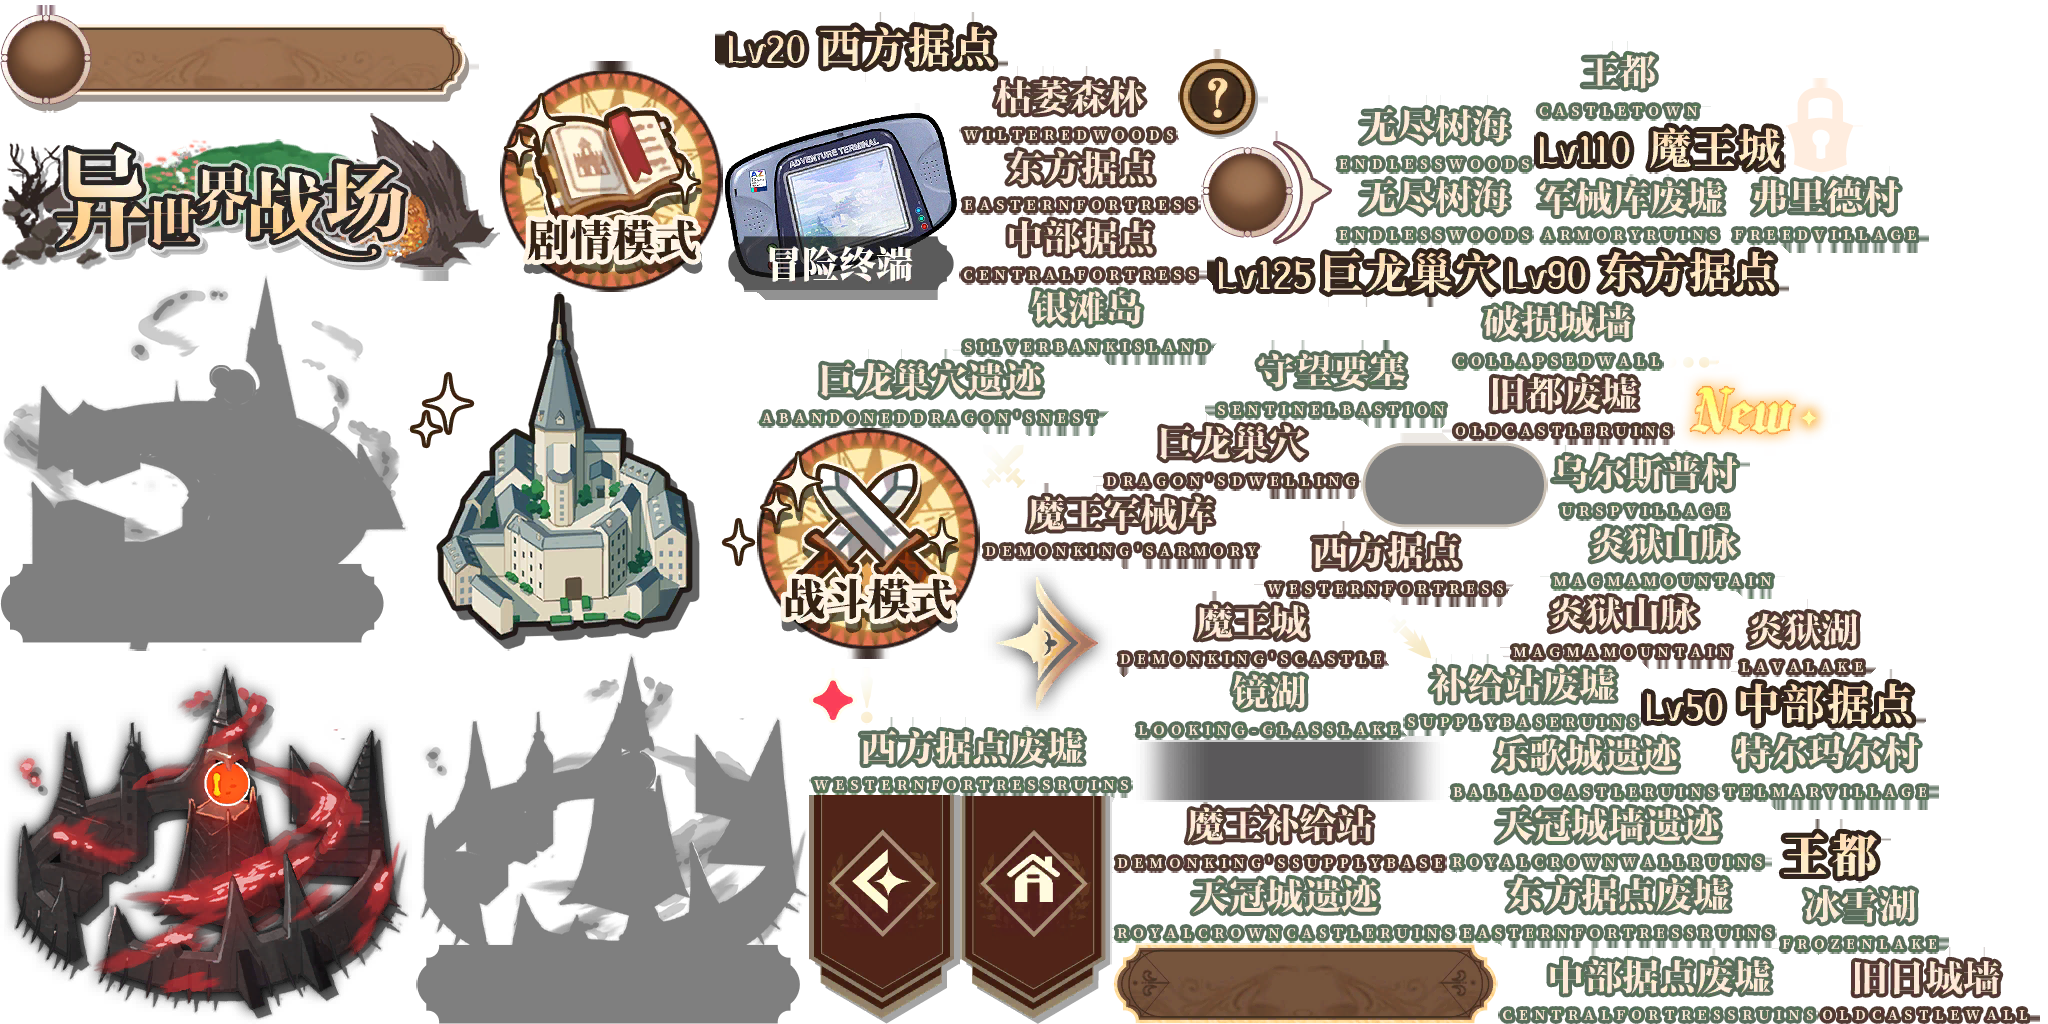 Lv20 西方据点
枯萎森林
WILTEREDWOODS
东方据点
EASTERNFORTRESS
中部据点
CENTRALFORTRESS
银滩岛
SILVERBANKISLAND
?
王都
CASTLETOWN
无尽树海
ENDLESSWOODS
Lv110 魔王城
无尽树海
ENDLESSWOODS
军械库废墟
ARMORYRUINS
弗里德村
FREEDVILLAGE
异世界战场
剧情模式
ADVENTURE TERMINAL
AZ
冒险终端
Lv125 巨龙巢穴
Lv90 东方据点
破损城墙
COLLAPSEDWALL
巨龙巢穴遗迹
ABANDONEDDRAGON'SNEST
守望要塞
SENTINELBASTION
旧都废墟
OLDCASTLERUINS
New
巨龙巢穴
DRAGON'SDWELLING
乌尔斯普村
URSPVILLAGE
魔王军械库
DEMONKING'SARMORY
西方据点
WESTERNFORTRESS
炎狱山脉
MAGMAMOUNTAIN
战斗模式
魔王城
DEMONKING'SCASTLE
炎狱山脉
MAGMAMOUNTAIN
炎狱湖
LAVALAKE
镜湖
LOOKING-GLASSLAKE
补给站废墟
SUPPLYBASERUINS
Lv50 中部据点
西方据点废墟
WESTERNFORTRESSRUINS
乐歌城遗迹
BALLADCASTLERUINS
特尔玛尔村
TELMARVILLAGE
魔王补给站
DEMONKING'SSUPPLYBASE
天冠城墙遗迹
ROYALCROWNWALLRUINS
王都
天冠城遗迹
ROYALCROWNCASTLERUINS
东方据点废墟
EASTERNFORTRESSRUINS
冰雪湖
FROZENLAKE
中部据点废墟
CENTRALFORTRESSRUINS
旧日城墙
OLDCASTLEWALL